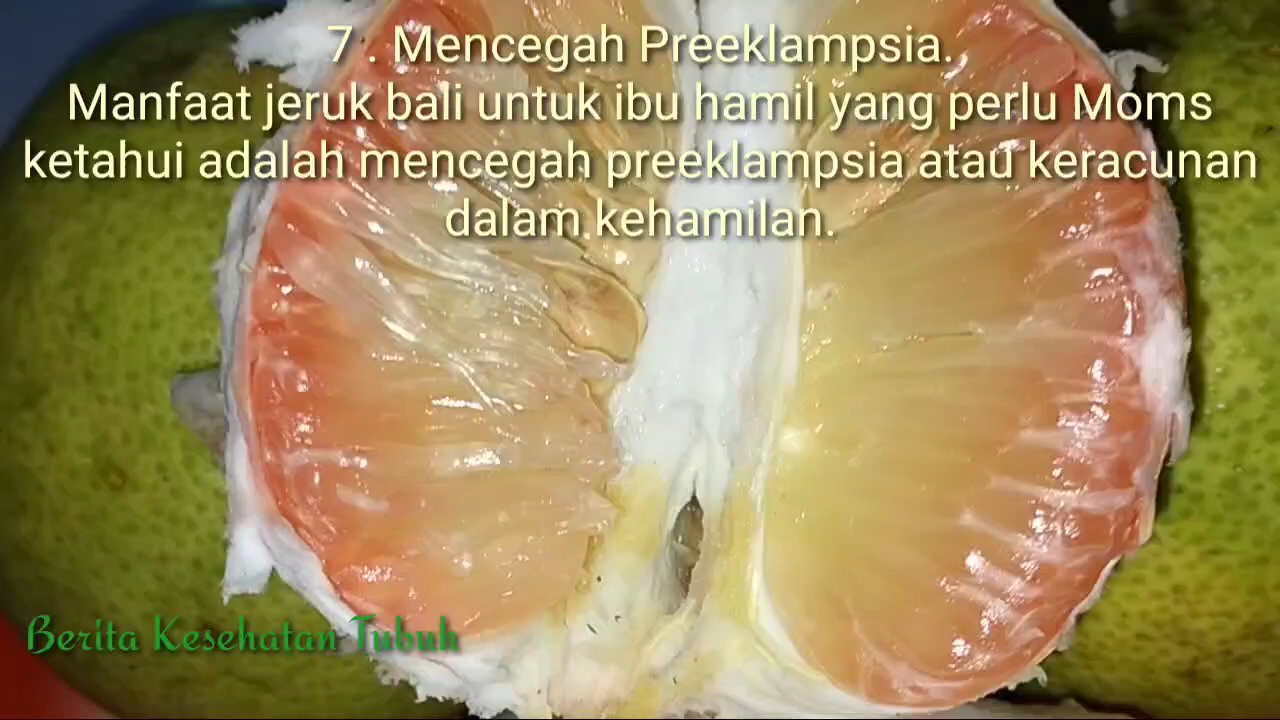 7 . Mencegah Preeklampsia.
Manfaat jeruk bali untuk ibu hamil yang perlu Moms
ketahui adalah mencegah preeklampsia atau keracunan
dalam kehamilan.
Berita Kesehatan Tubuh